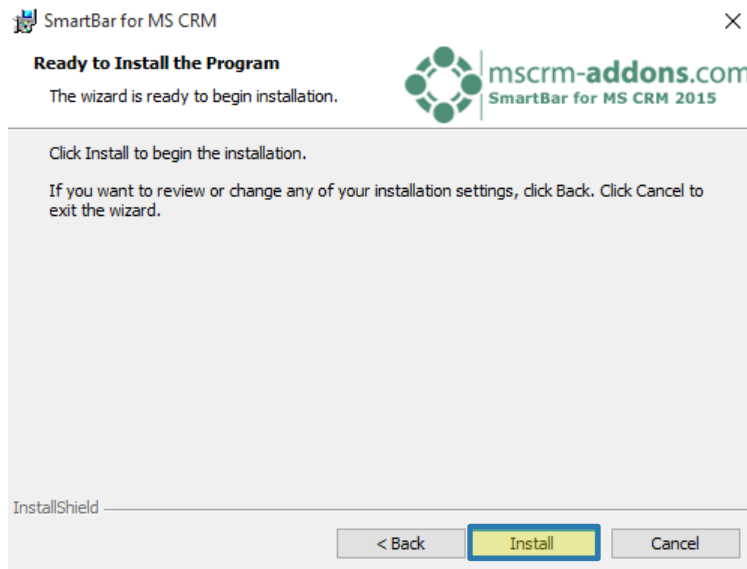 SmartBar for MS CRM
Ready to Install the Program
The wizard is ready to begin installation.
mscrm-addons.com
SmartBar for MS CRM 2015
Click Install to begin the installation.
If you want to review or change any of your installation settings, click Back. Click Cancel to
exit the wizard.
InstallShield
< Back
Install
Cancel